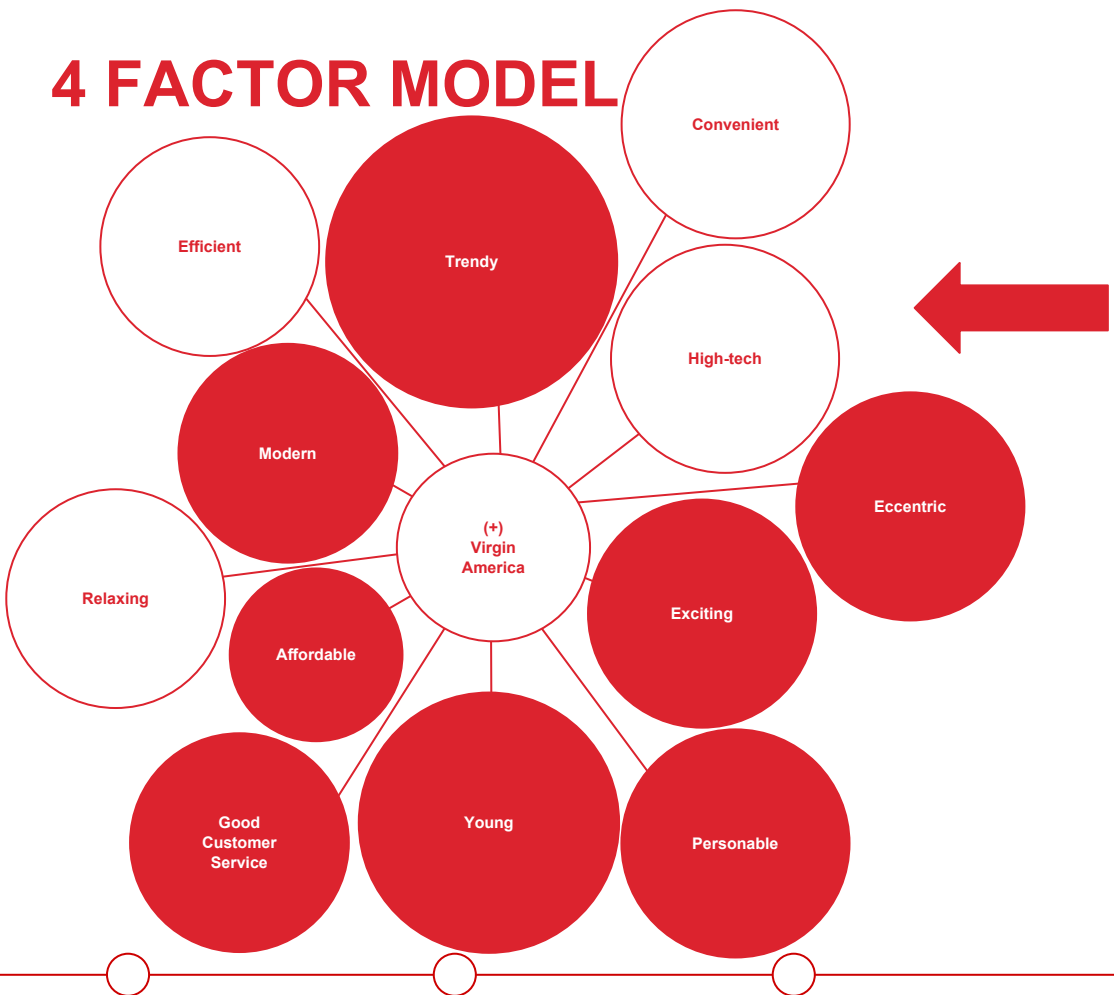 4 FACTOR MODEL
Convenient
Efficient
Trendy
High-tech
Modern
Eccentric
(+)
Virgin
America
Relaxing
Exciting
Affordable
Good
Customer
Service
Young
Personable